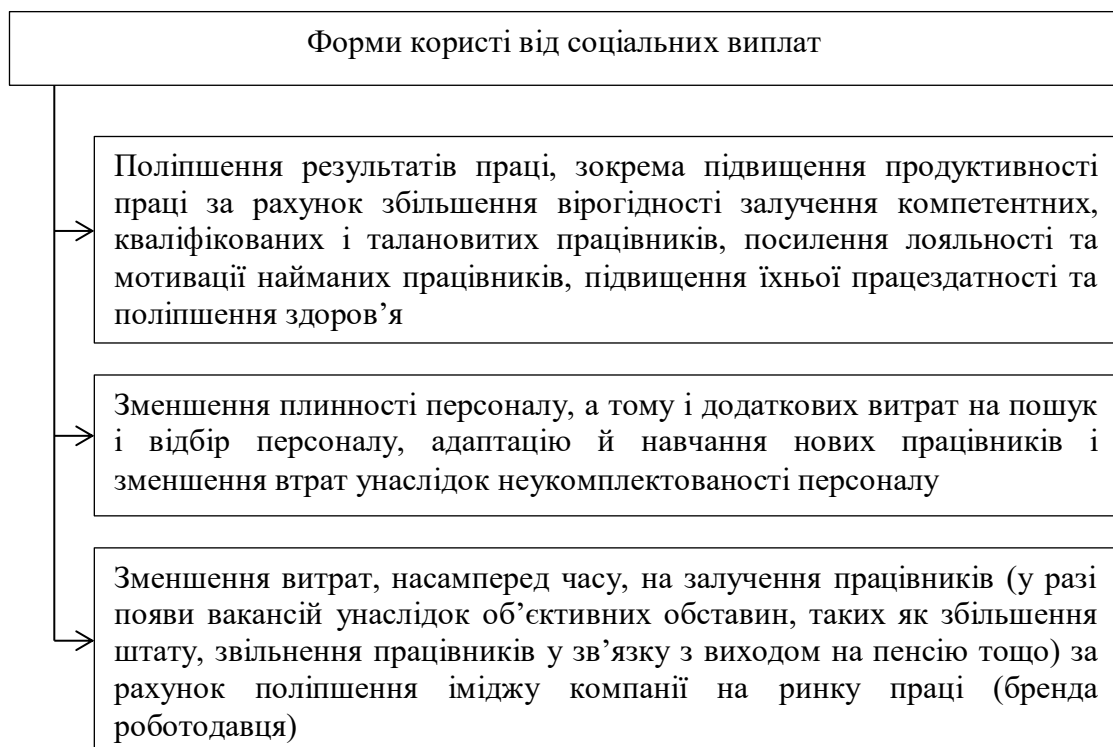 Форми користі від соціальних виплат
Поліпшення результатів праці, зокрема підвищення продуктивності
праці за рахунок збільшення вірогідності залучення компетентних,
кваліфікованих і талановитих працівників, посилення лояльності та
мотивації найманих працівників, підвищення їхньої працездатності та
поліпшення здоров’я
Зменшення плинності персоналу, а тому і додаткових витрат на пошук
і відбір персоналу, адаптацію й навчання нових працівників і
зменшення втрат унаслідок неукомплектованості персоналу
Зменшення витрат, насамперед часу, на залучення працівників (у разі
появи вакансій унаслідок об’єктивних обставин, таких як збільшення
штату, звільнення працівників у зв’язку з виходом на пенсію тощо) за
рахунок поліпшення іміджу компанії на ринку праці (бренда
роботодавця)